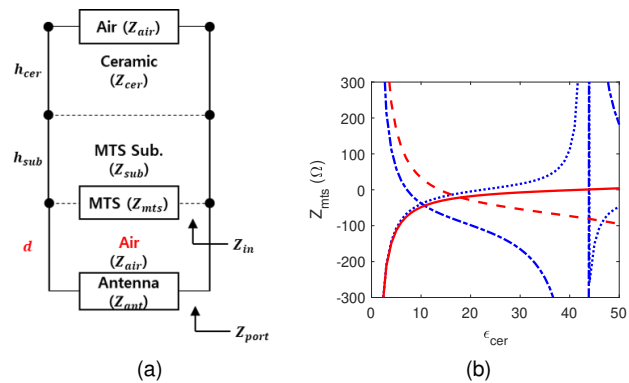 Air (Z_air)
h_cer
Ceramic
(Z_cer)
h_sub
MTS Sub.
(Z_sub)
MTS (Z_mts)
d
Air
(Z_air)
Z_in
Antenna
(Z_ant)
Z_port
(a)
Z_mts (Ω)
300
200
100
0
-100
-200
-300
0 10 20 30 40 50
ϵ_cer
(b)